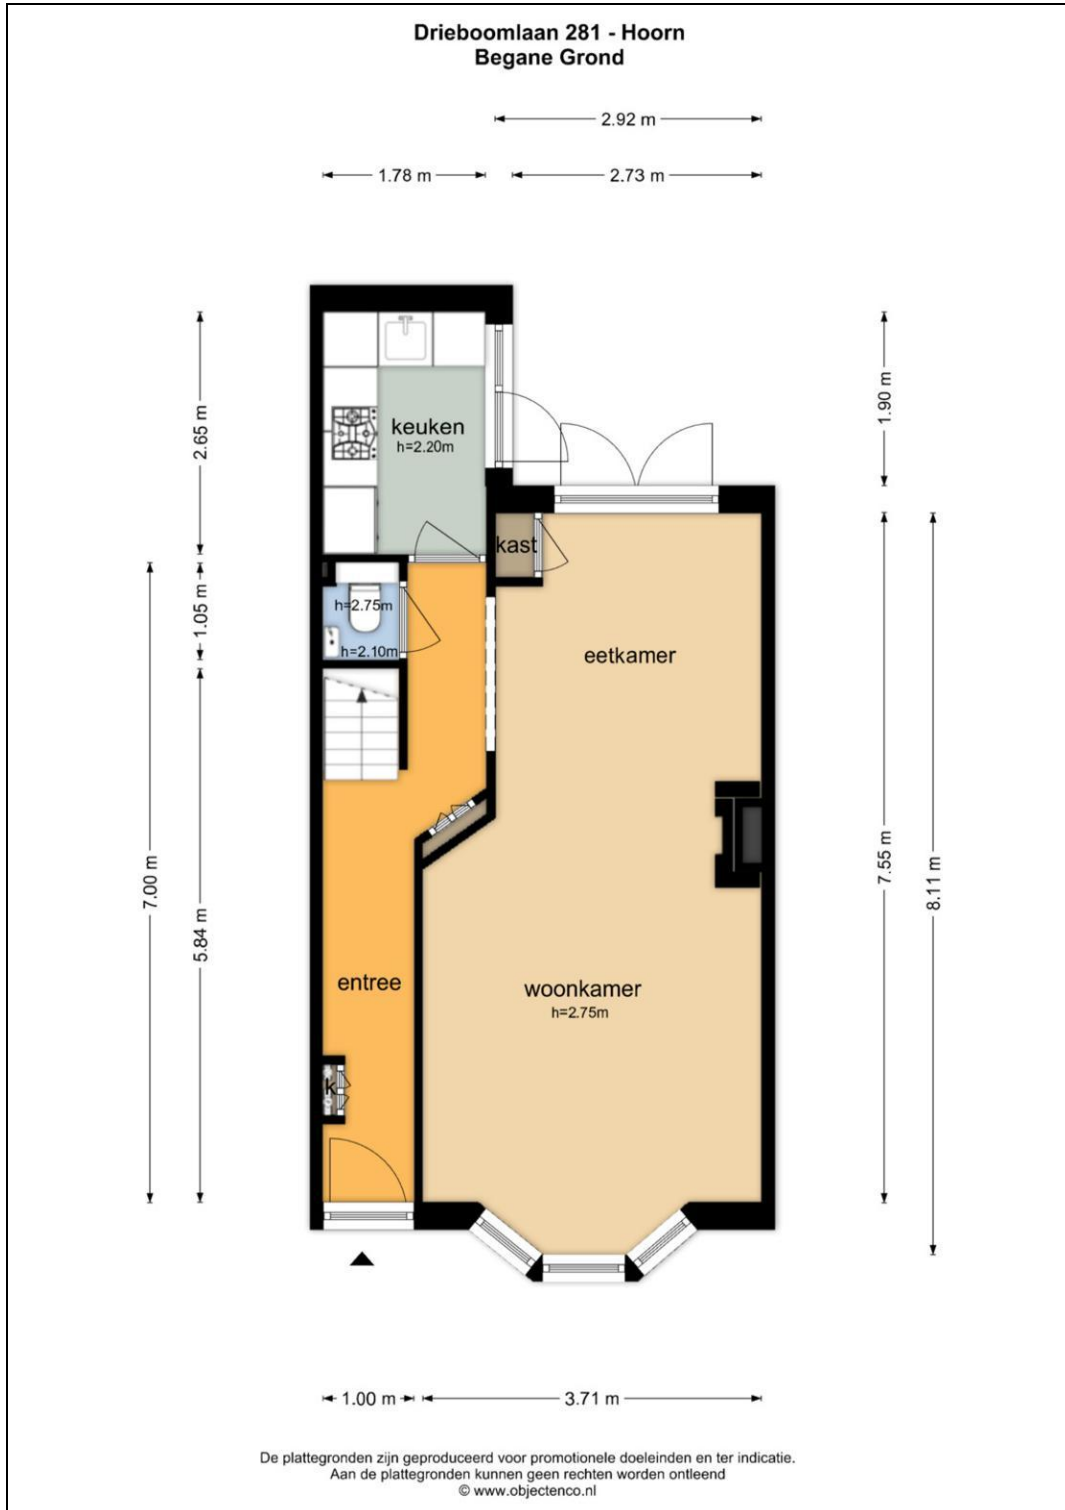 Drieboomlaan 281 - Hoorn
Begane Grond
2.92 m
1.78 m
2.73 m
2.65 m
1.90 m
keuken
h=2.20m
kast
1.05 m
h=2.75m
h=2.10m
eetkamer
7.00 m
5.84 m
7.55 m
8.11 m
entree
woonkamer
h=2.75m
k
1.00 m
3.71 m
De plattegronden zijn geproduceerd voor promotionele doeleinden en ter indicatie.
Aan de plattegronden kunnen geen rechten worden ontleend
© www.objectenco.nl